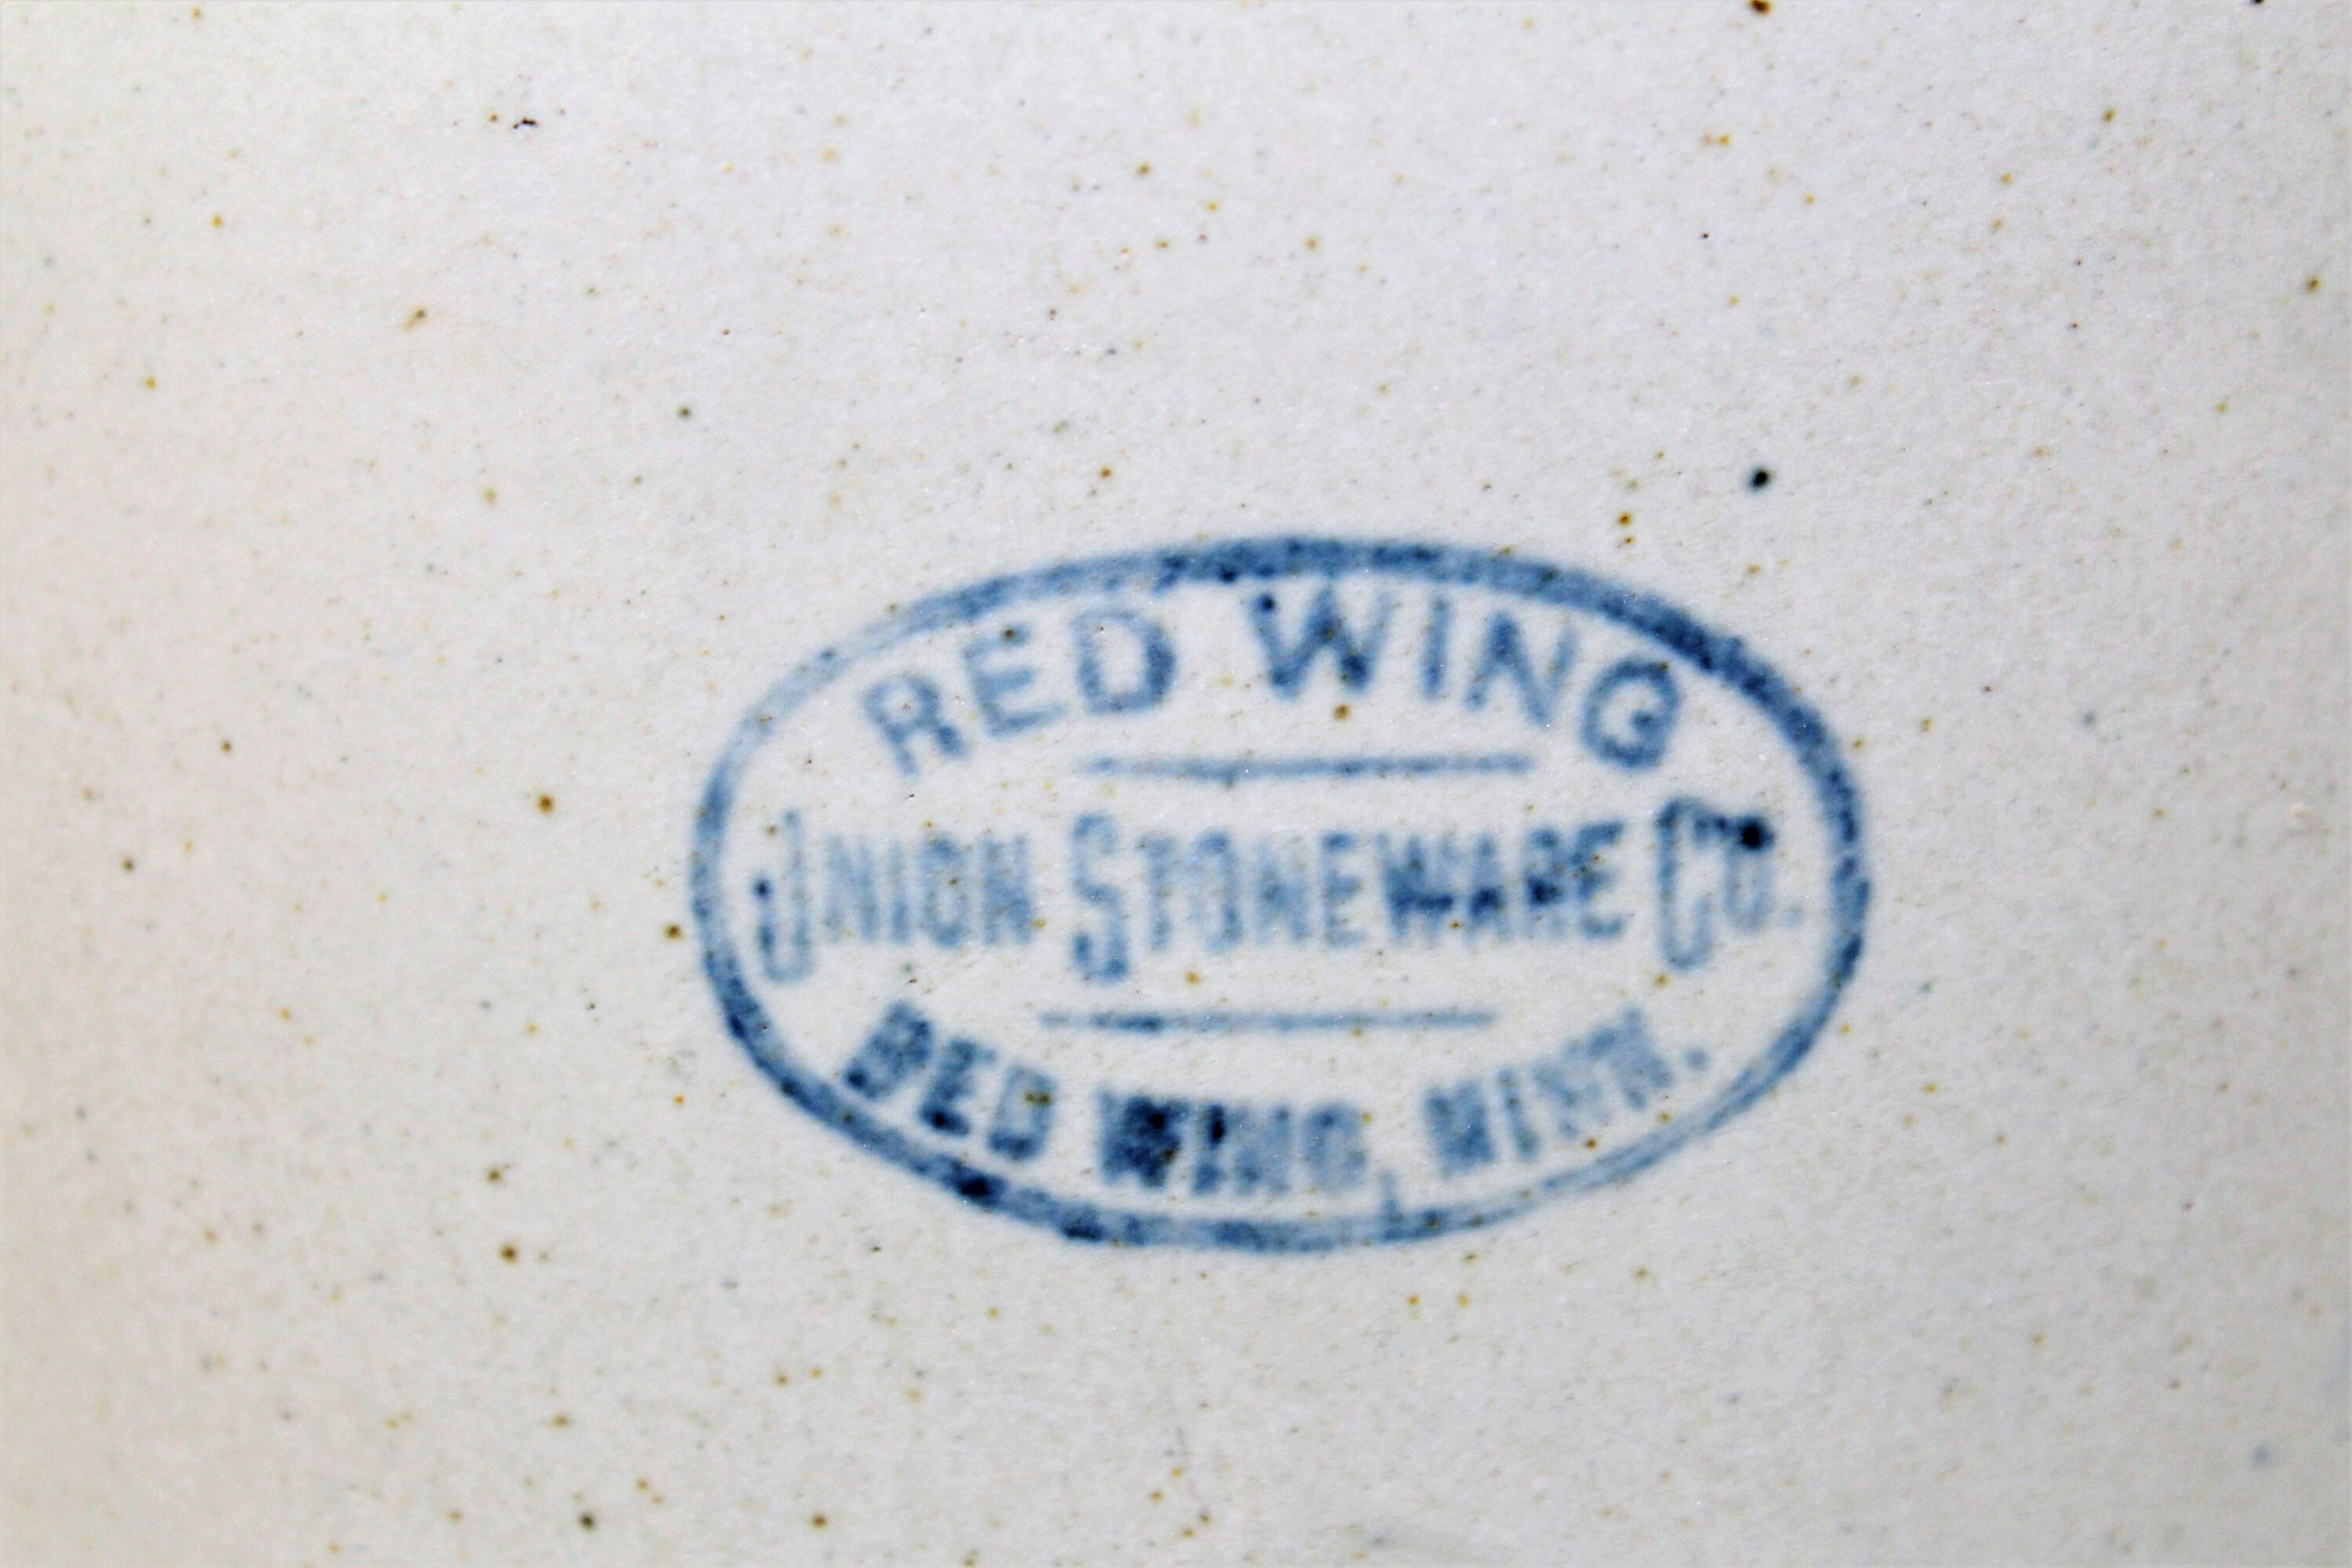 RED WING
UNION STONEWARE CO.
RED WING, MINN.